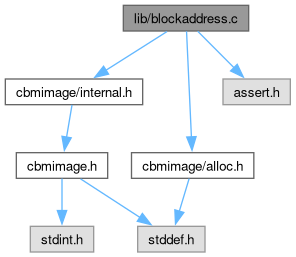 lib/blockaddress.c
cbmimage/internal.h
assert.h
cbmimage.h
cbmimage/alloc.h
stdint.h
stddef.h